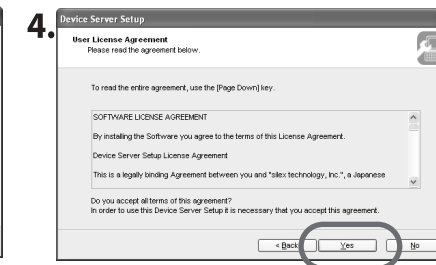 4.
Device Server Setup
User License Agreement
Please read the agreement below.
To read the entire agreement, use the [Page Down] key.
SOFTWARE LICENSE AGREEMENT
By installing the Software you agree to the terms of this License Agreement.
Device Server Setup License Agreement
This is a legally binding Agreement between you and "silex technology, Inc.", a Japanese
Do you accept all terms of this agreement?
In order to use this Device Server Setup it is necessary that you accept this agreement.
< Back Yes No